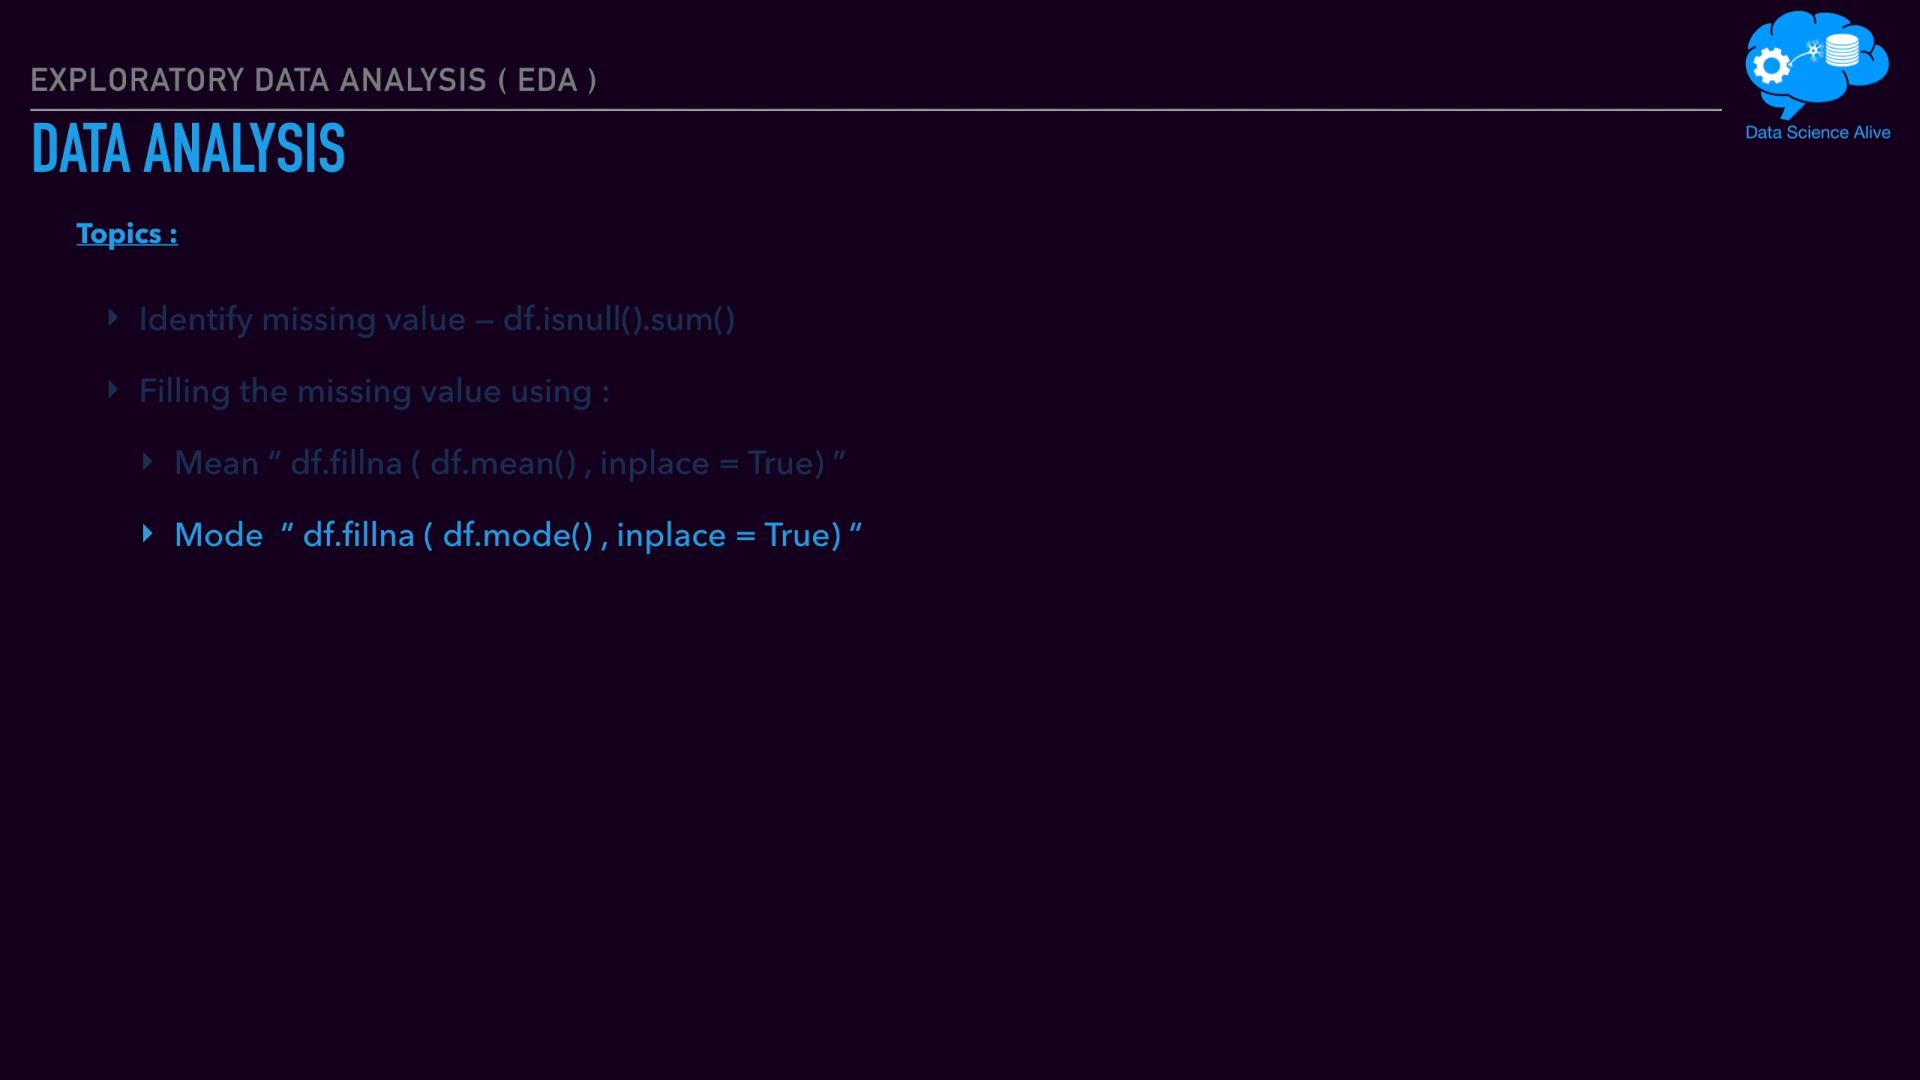 EXPLORATORY DATA ANALYSIS ( EDA )
Data Science Alive
DATA ANALYSIS
Topics :
‣ Identify missing value – df.isnull().sum()
‣ Filling the missing value using :
‣ Mean “ df.fillna ( df.mean() , inplace = True) ”
‣ Mode “ df.fillna ( df.mode() , inplace = True) ”